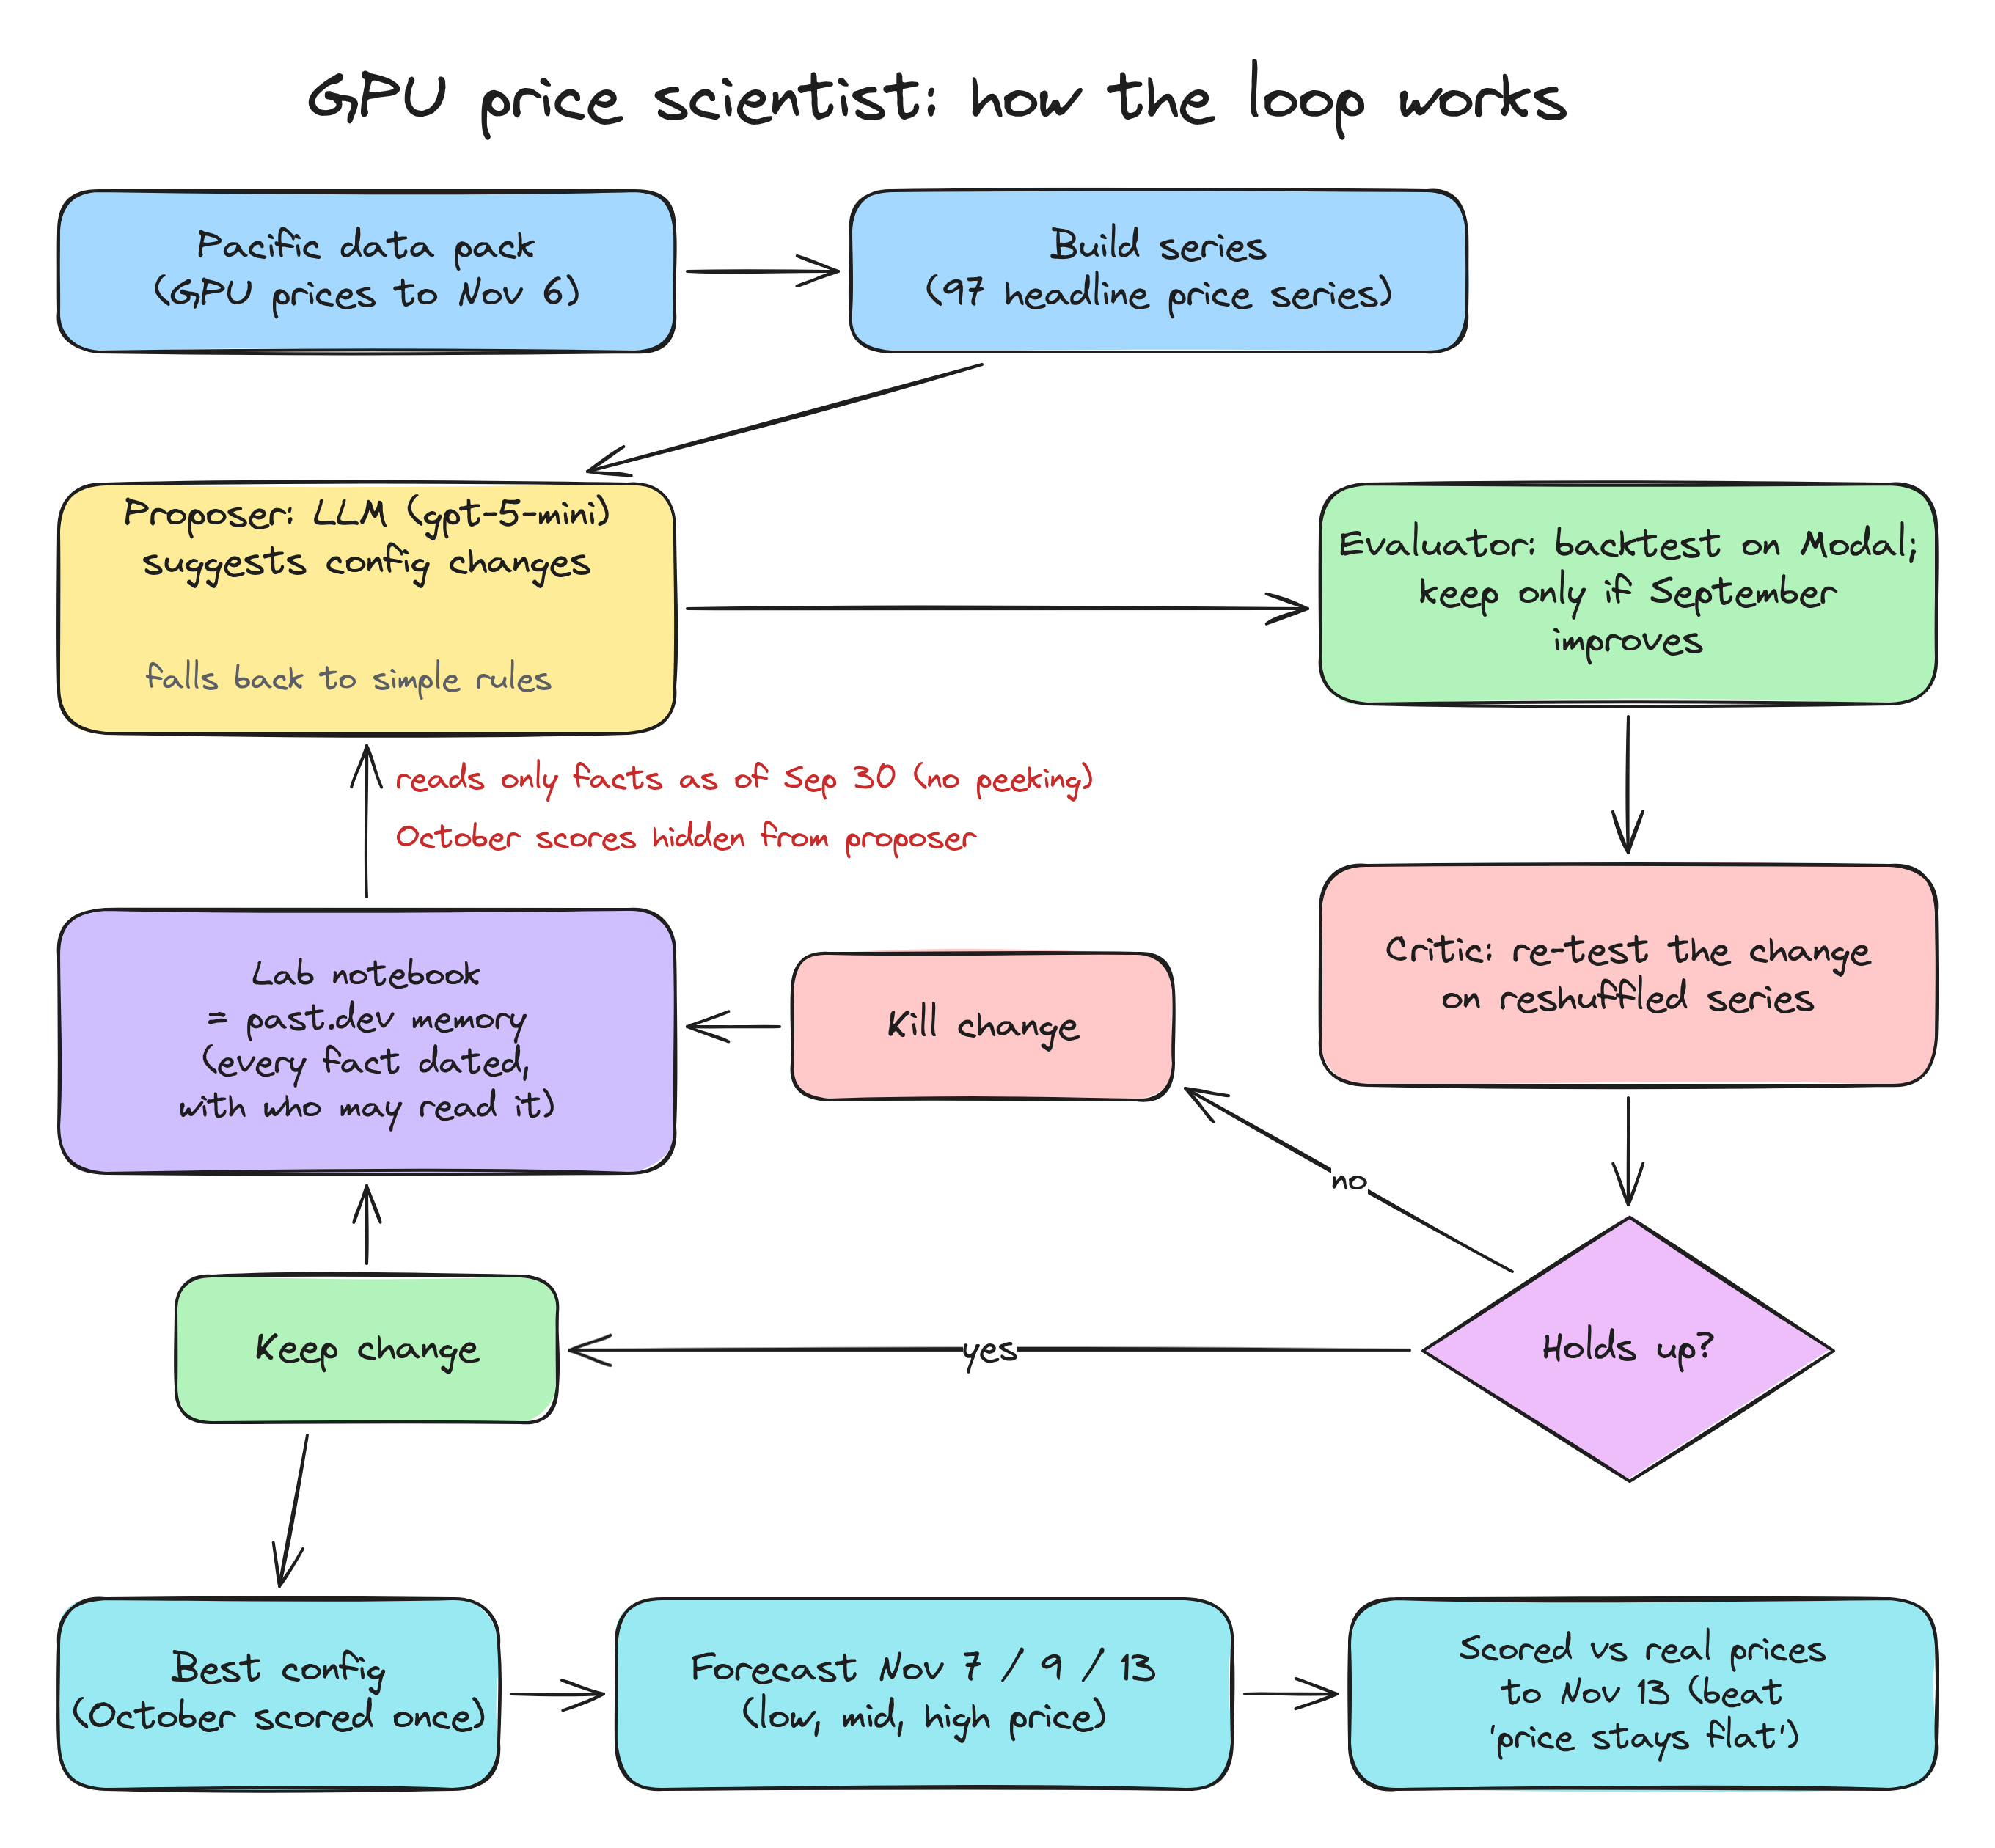 GPU price scientist: how the loop works
Pacific data pack
(GPU prices to Nov 6)
Build series
(97 headline price series)
Proposer: LLM (gpt-5-mini)
suggests config changes
falls back to simple rules
Evaluator: backtest on Modal;
keep only if September
improves
reads only facts as of Sep 30 (no peeking)
October scores hidden from proposer
Lab notebook
= past.dev memory
(every fact dated,
with who may read it)
Kill change
Critic: re-test the change
on reshuffled series
no
Keep change
yes
Holds up?
Best config
(October scored once)
Forecast Nov 7 / 9 / 13
(low, mid, high price)
Scored vs real prices
to Nov 13 (beat
'price stays flat')